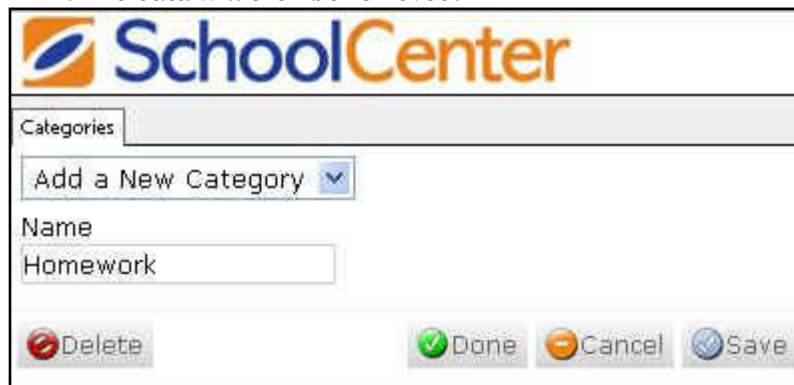 SchoolCenter
Categories
Add a New Category
Name
Homework
Delete Done Cancel Save